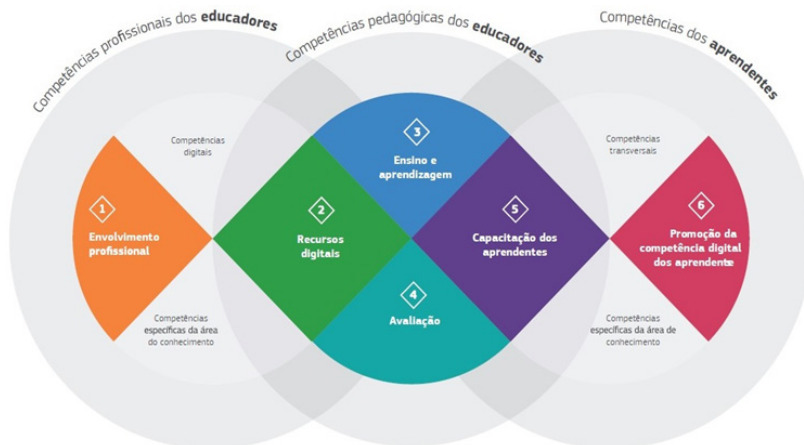 Competências profissionais dos educadores
Competências pedagógicas dos educadores
Competências dos aprendentes
Competências
digitais
1
Envolvimento
profissional
Competências
específicas da área
do conhecimento
2
Recursos
digitais
3
Ensino e
aprendizagem
4
Avaliação
5
Capacitação dos
aprendentes
Competências
transversais
6
Promoção da
competência digital
dos aprendente
Competências
específicas da área de
conhecimento